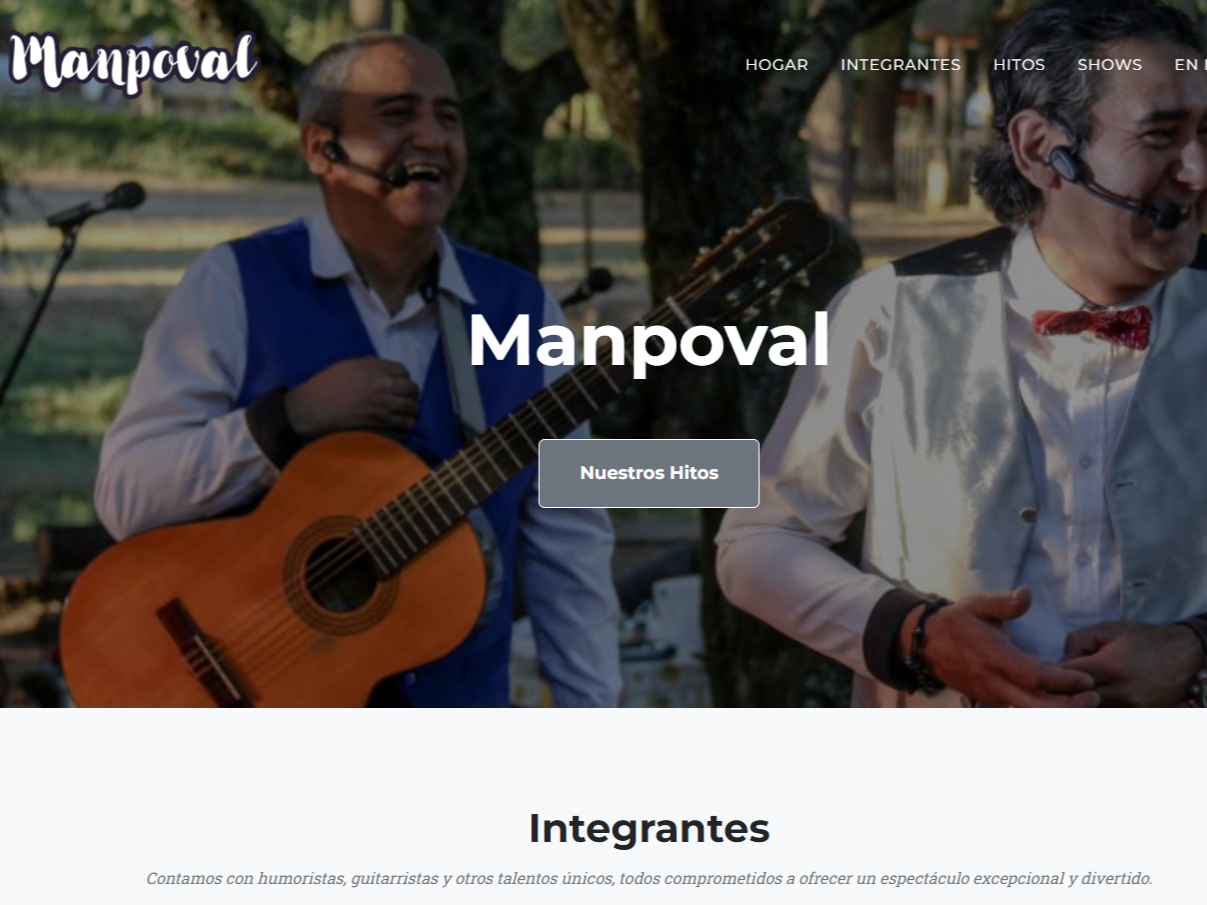 Manpoval
HOGAR INTEGRANTES HITOS SHOWS EN
Manpoval
Nuestros Hitos
Integrantes
Contamos con humoristas, guitarristas y otros talentos únicos, todos comprometidos a ofrecer un espectáculo excepcional y divertido.